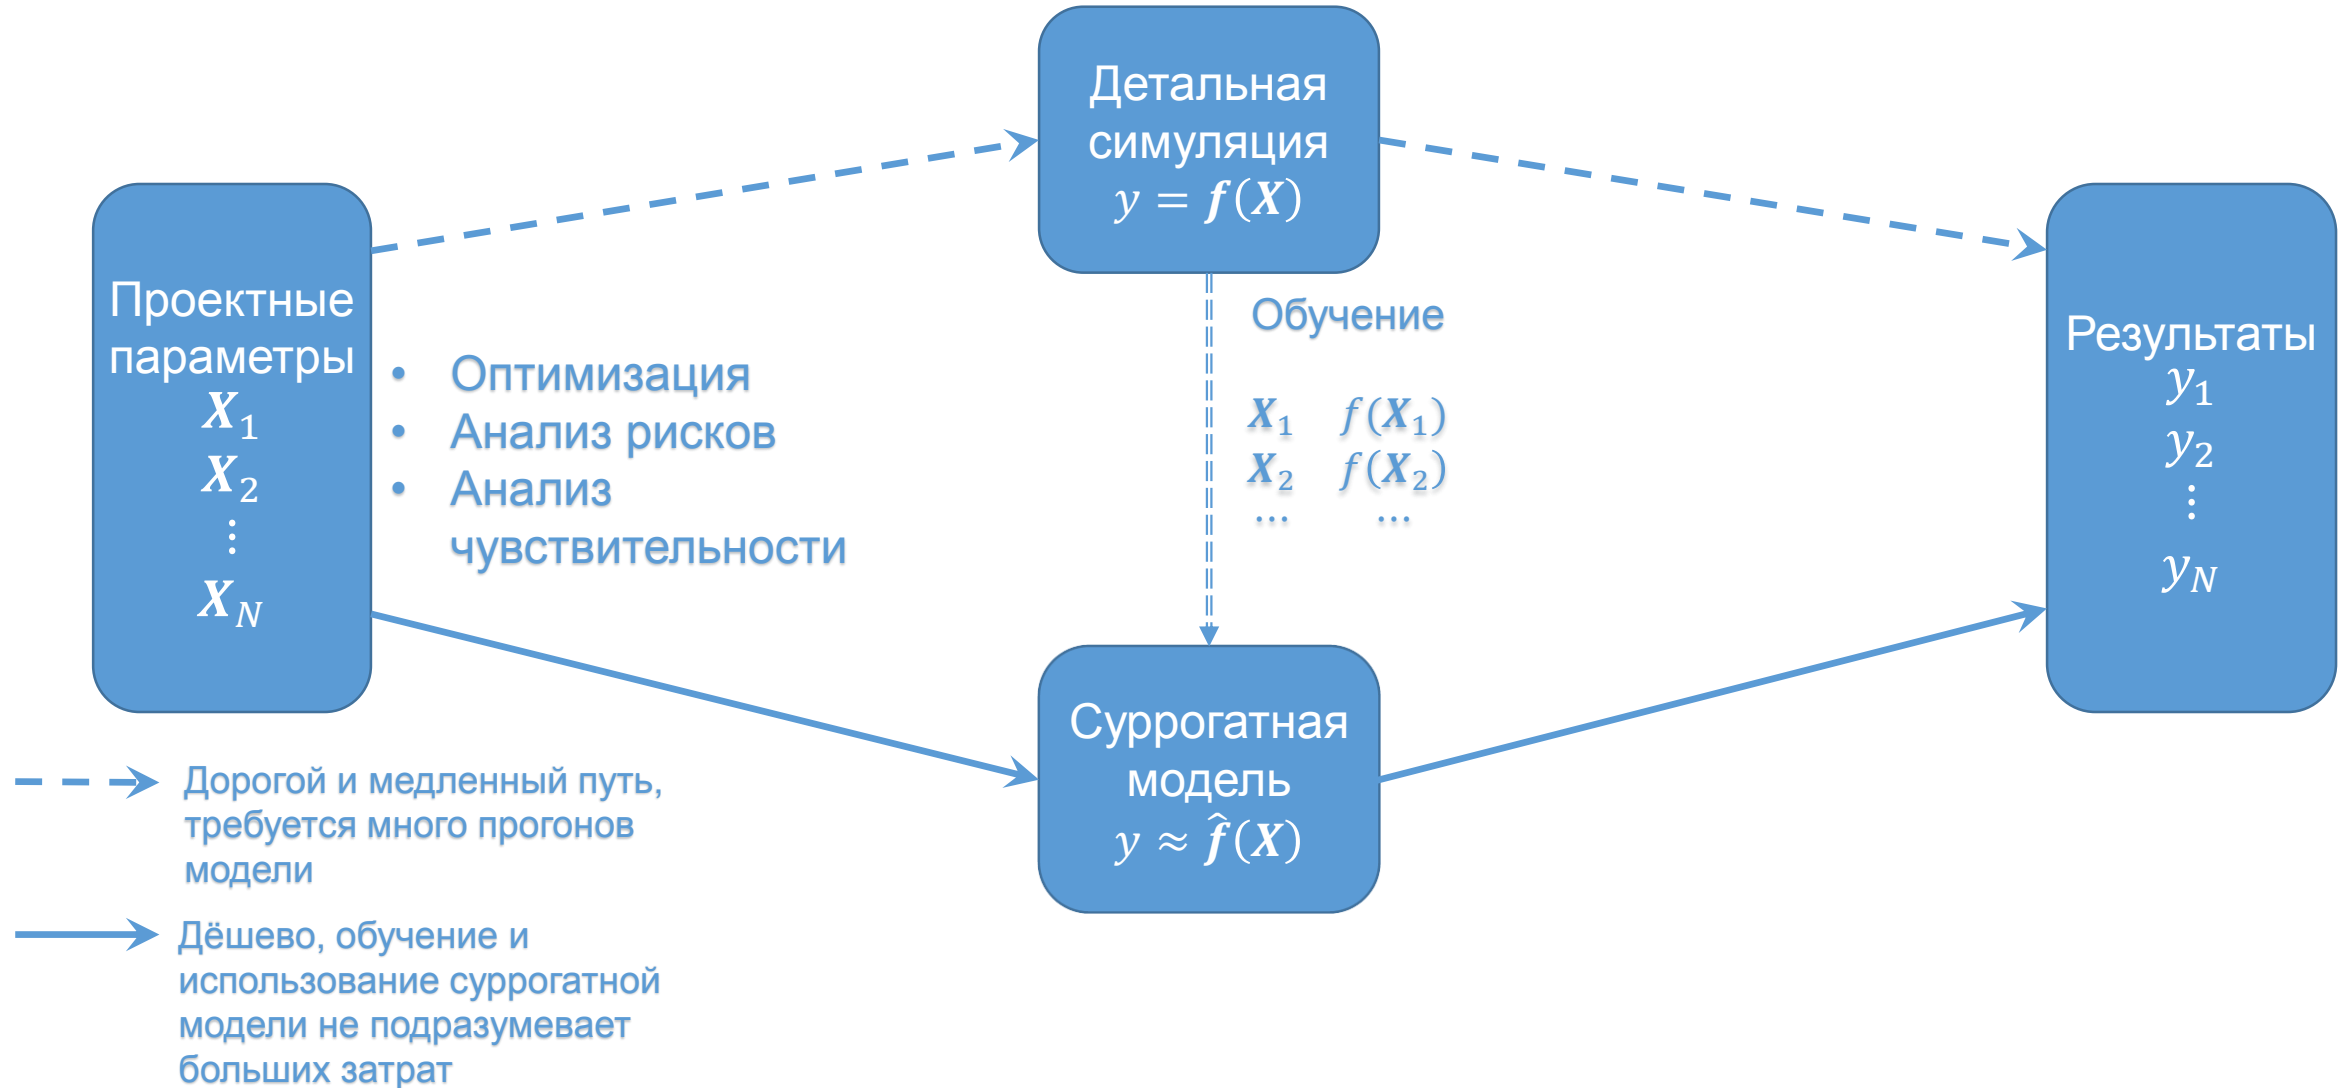 Детальная
симуляция
y = f(X)
Проектные
параметры
X₁
X₂
⋮
X_N
• Оптимизация
• Анализ рисков
• Анализ
чувствительности
Обучение
X₁ f(X₁)
X₂ f(X₂)
... ...
Результаты
y₁
y₂
⋮
y_N
Суррогатная
модель
y ≈ f̂(X)
Дорогой и медленный путь,
требуется много прогонов
модели
Дёшево, обучение и
использование суррогатной
модели не подразумевает
больших затрат